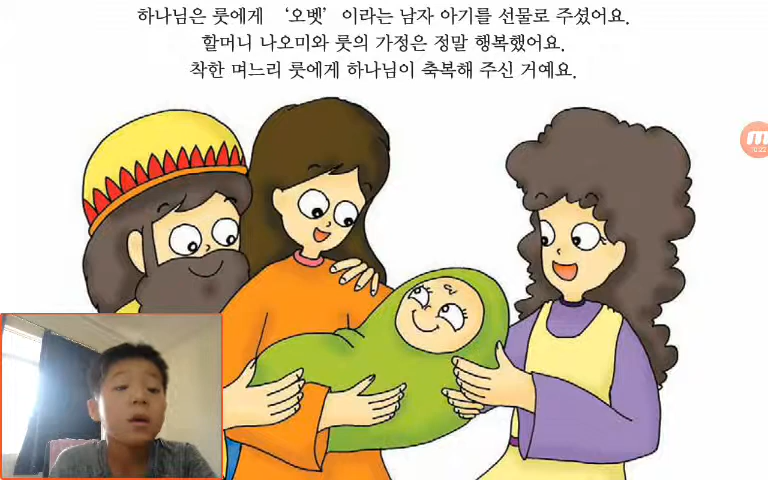 하나님은 룻에게 ‘오벳’ 이라는 남자 아기를 선물로 주셨어요.
할머니 나오미와 룻의 가정은 정말 행복했어요.
착한 며느리 룻에게 하나님이 축복해 주신 거예요.